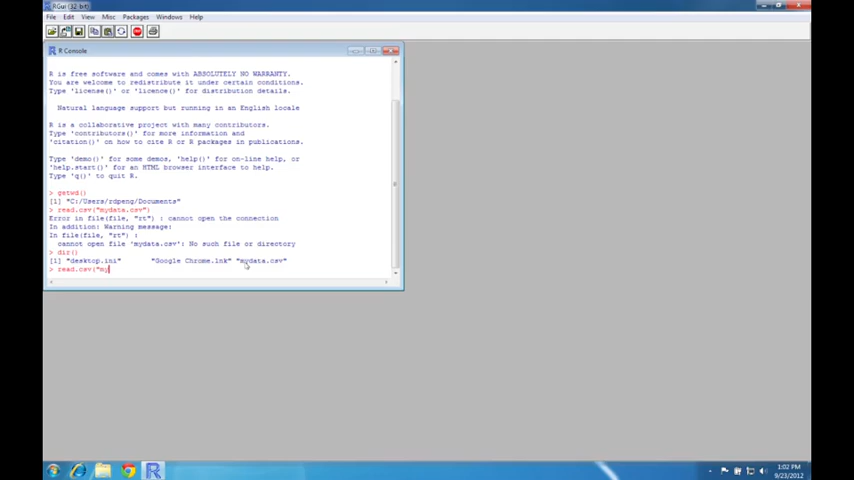 RGui (32-bit)
File Edit View Misc Packages Windows Help
R Console
R is free software and comes with ABSOLUTELY NO WARRANTY.
You are welcome to redistribute it under certain conditions.
Type 'license()' or 'licence()' for distribution details.
Natural language support but running in an English locale
R is a collaborative project with many contributors.
Type 'contributors()' for more information and
'citation()' on how to cite R or R packages in publications.
Type 'demo()' for some demos, 'help()' for on-line help, or
'help.start()' for an HTML browser interface to help.
Type 'q()' to quit R.
> getwd()
[1] "C:/Users/rdpeng/Documents"
> read.csv("mydata.csv")
Error in file(file, "rt") : cannot open the connection
In addition: Warning message:
In file(file, "rt") :
cannot open file 'mydata.csv': No such file or directory
> dir()
[1] "desktop.ini" "Google Chrome.lnk" "mydata.csv"
> read.csv("my
1:02 PM
9/23/2012